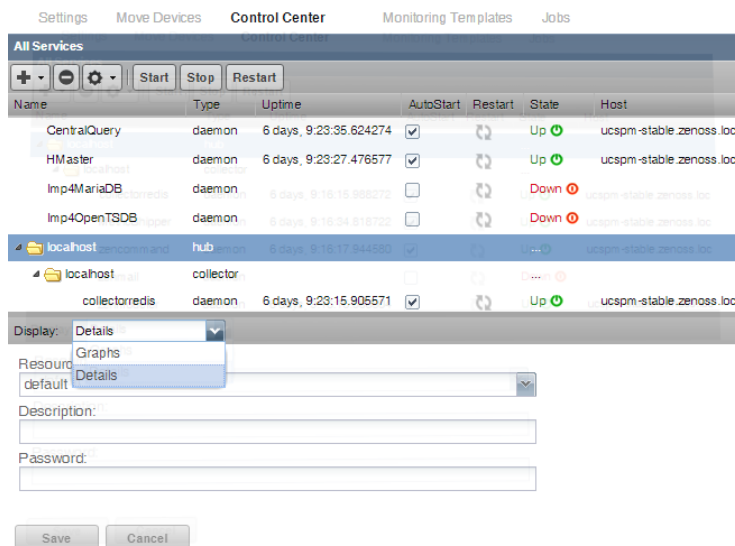 Settings Move Devices Control Center Monitoring Templates Jobs
All Services
Start Stop Restart
Name Type Uptime AutoStart Restart State Host
CentralQuery daemon 6 days, 9:23:35.624274 Up ucspm-stable.zenoss.loc
HMaster daemon 6 days, 9:23:27.476577 Up ucspm-stable.zenoss.loc
Imp4MariaDB daemon Down
Imp4OpenTSDB daemon Down
localhost hub ...
localhost collector ...
collectorredis daemon 6 days, 9:23:15.905571 Up ucspm-stable.zenoss.loc
Display: Details
Graphs
Details
default
Description:
Password:
Save Cancel